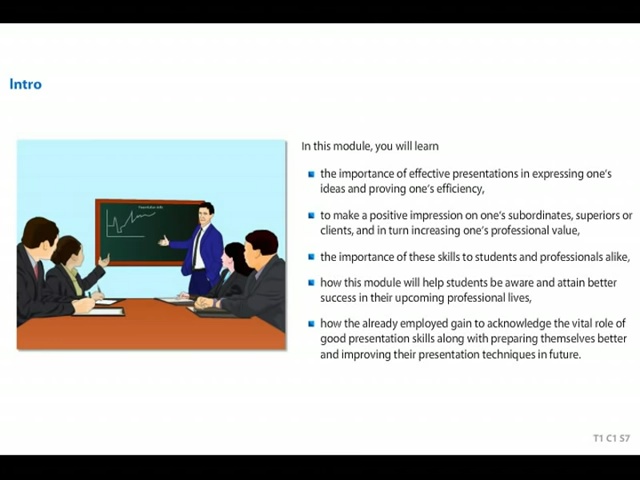 Intro
Presentation Skills
In this module, you will learn
the importance of effective presentations in expressing one's
ideas and proving one's efficiency,
to make a positive impression on one's subordinates, superiors or
clients, and in turn increasing one's professional value,
the importance of these skills to students and professionals alike,
how this module will help students be aware and attain better
success in their upcoming professional lives,
how the already employed gain to acknowledge the vital role of
good presentation skills along with preparing themselves better
and improving their presentation techniques in future.
T1 C1 S7